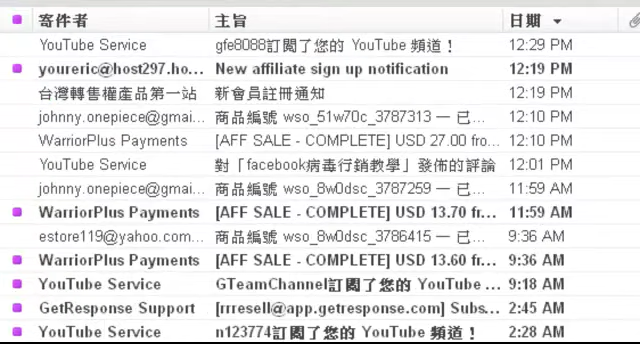 寄件者 主旨 日期
YouTube Service gfe8088訂閱了您的 YouTube 頻道！ 12:29 PM
youreric@host297.ho... New affiliate sign up notification 12:19 PM
台灣轉售權產品第一站 新會員註冊通知 12:19 PM
johnny.onepiece@gmai... 商品編號 wso_51w70c_3787313 — 已... 12:10 PM
WarriorPlus Payments [AFF SALE - COMPLETE] USD 27.00 fro... 12:10 PM
YouTube Service 對「facebook病毒行銷教學」發佈的評論 12:01 PM
johnny.onepiece@gmai... 商品編號 wso_8w0dsc_3787259 — 已... 11:59 AM
WarriorPlus Payments [AFF SALE - COMPLETE] USD 13.70 fr... 11:59 AM
estore119@yahoo.com... 商品編號 wso_8w0dsc_3786415 — 已... 9:36 AM
WarriorPlus Payments [AFF SALE - COMPLETE] USD 13.60 fr... 9:36 AM
YouTube Service GTeamChannel訂閱了您的 YouTube ... 9:18 AM
GetResponse Support [rrresell@app.getresponse.com] Subs... 2:45 AM
YouTube Service n123774訂閱了您的 YouTube 頻道！ 2:28 AM